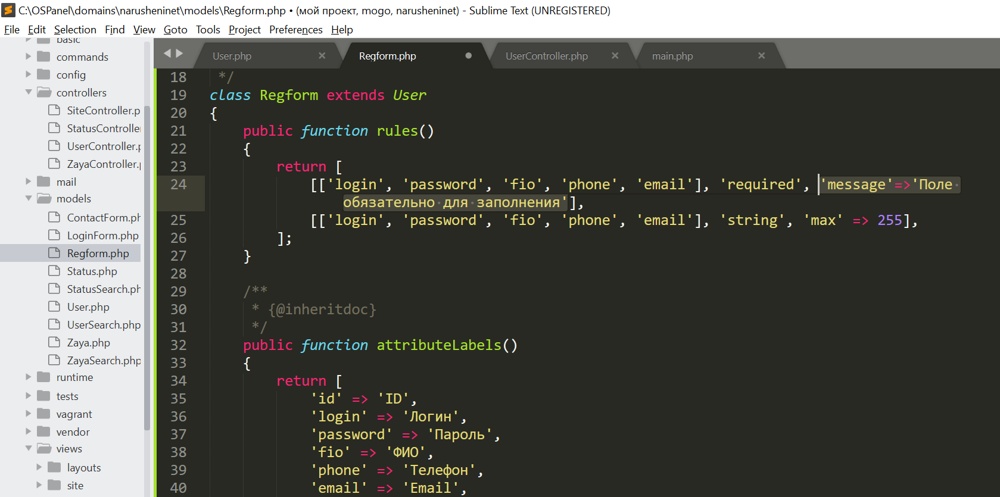 C:\OSPanel\domains\narusheninet\models\Regform.php • (мой проект, mogo, narusheninet) - Sublime Text (UNREGISTERED)
File Edit Selection Find View Goto Tools Project Preferences Help
basic
commands
config
controllers
SiteController.p
StatusController
UserController.p
ZayaController.p
mail
models
ContactForm.ph
LoginForm.php
Regform.php
Status.php
StatusSearch.ph
User.php
UserSearch.php
Zaya.php
ZayaSearch.php
runtime
tests
vagrant
vendor
views
layouts
site
User.php × Regform.php UserController.php × main.php ×
18 */
19 class Regform extends User
20 {
21 public function rules()
22 {
23 return [
24 [['login', 'password', 'fio', 'phone', 'email'], 'required', 'message'=>'Поле
обязательно для заполнения'],
25 [['login', 'password', 'fio', 'phone', 'email'], 'string', 'max' => 255],
26 ];
27 }
28
29 /**
30 * {@inheritdoc}
31 */
32 public function attributeLabels()
33 {
34 return [
35 'id' => 'ID',
36 'login' => 'Логин',
37 'password' => 'Пароль',
38 'fio' => 'ФИО',
39 'phone' => 'Телефон',
40 'email' => 'Email',